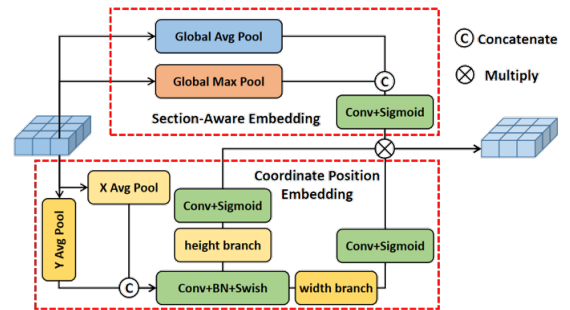 Global Avg Pool
C Concatenate
Global Max Pool
C
Multiply
Section-Aware Embedding
Conv+Sigmoid
Coordinate Position
Embedding
X Avg Pool
Y Avg Pool
Conv+Sigmoid
height branch
Conv+Sigmoid
C
Conv+BN+Swish
width branch